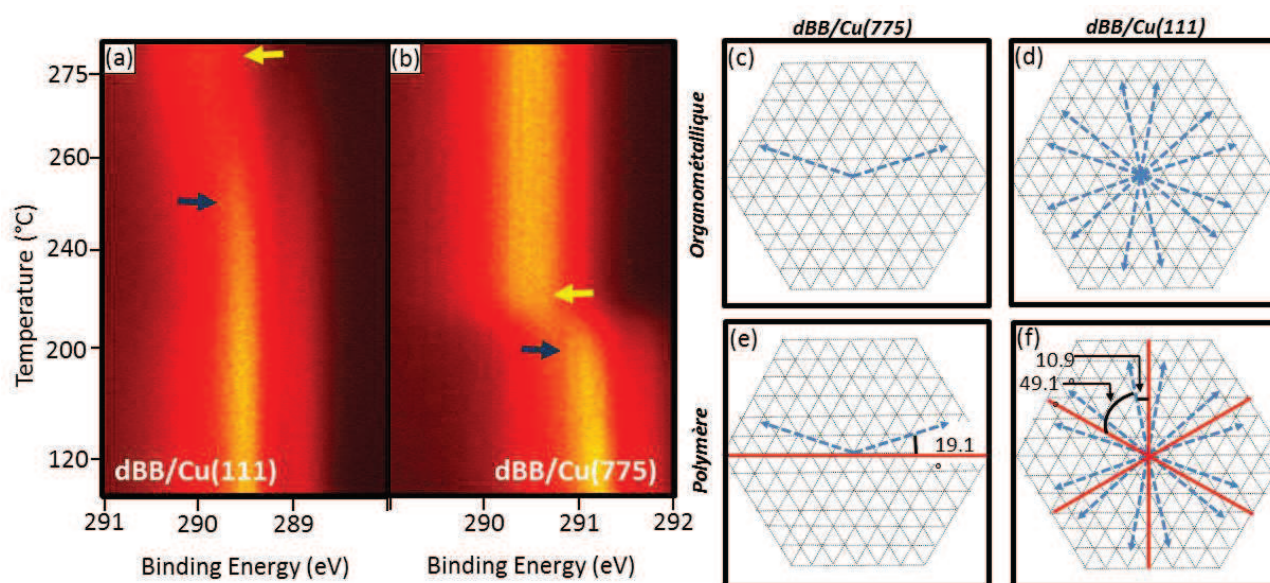 dBB/Cu(775)
dBB/Cu(111)
(a)
(b)
(c)
(d)
Organométallique
275
260
240
200
120
Temperature (°C)
dBB/Cu(111)
dBB/Cu(775)
291
290
289
290
291
292
Binding Energy (eV)
Binding Energy (eV)
(e)
(f)
Polymère
19.1
°
10.9
°
49.1
°